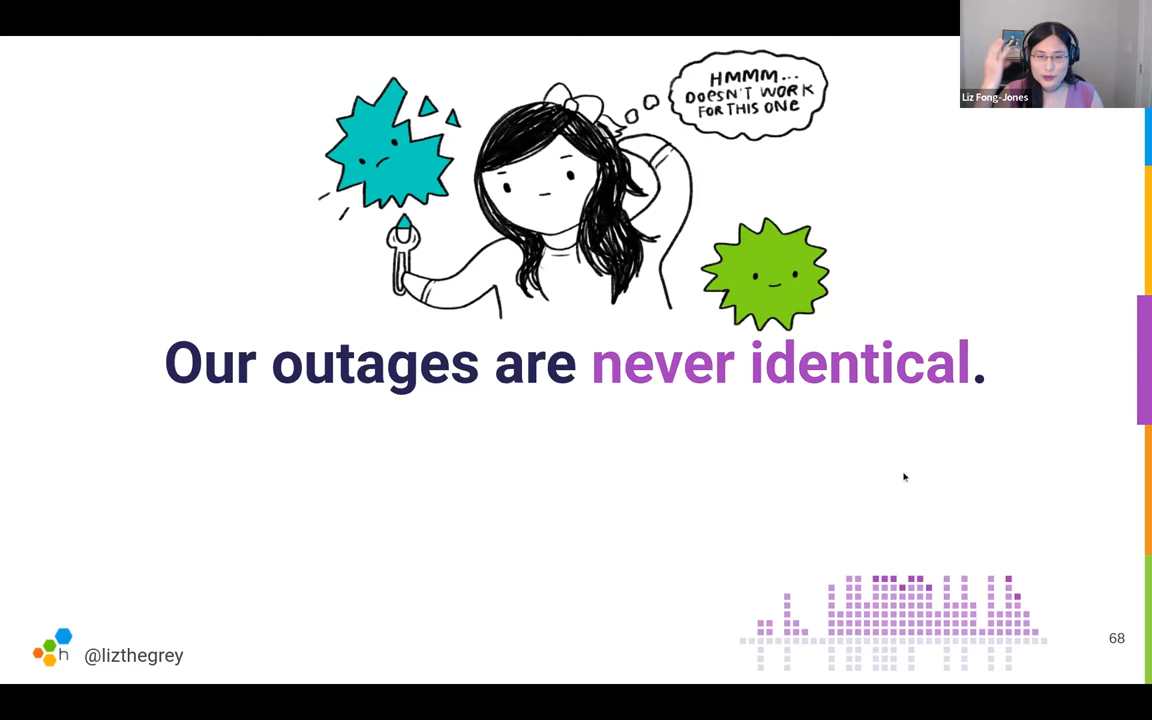 HMMM...
DOESN'T WORK
FOR THIS ONE
Liz Fong-Jones
Our outages are never identical.
h @lizthegrey
68